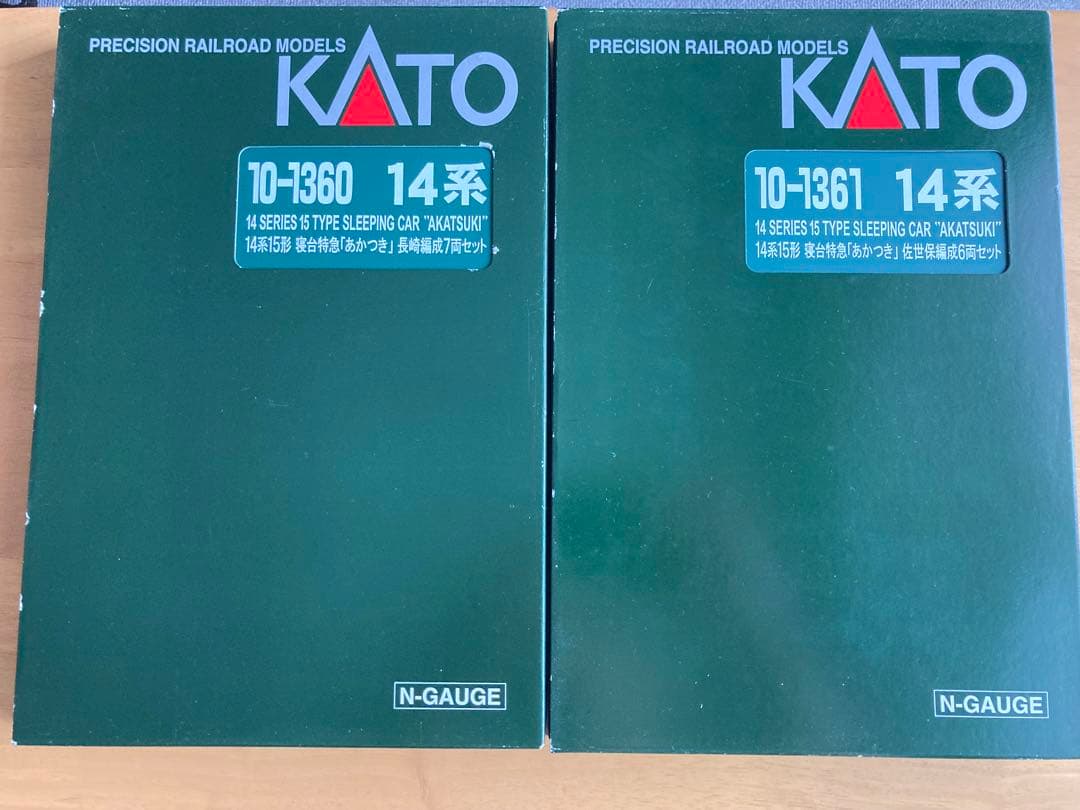 PRECISION RAILROAD MODELS
KATO
10-1360 14系
14 SERIES 15 TYPE SLEEPING CAR "AKATSUKI"
14系15形 寝台特急「あかつき」長崎編成7両セット
N-GAUGE
PRECISION RAILROAD MODELS
KATO
10-1361 14系
14 SERIES 15 TYPE SLEEPING CAR "AKATSUKI"
14系15形 寝台特急「あかつき」佐世保編成6両セット
N-GAUGE